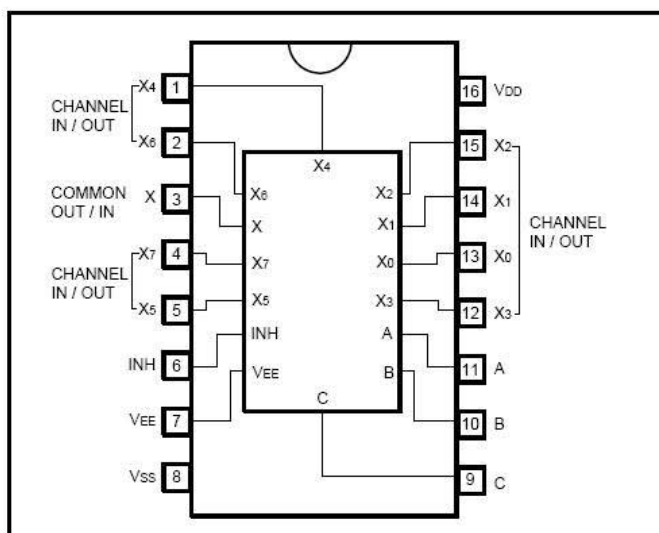 X4 1
CHANNEL
IN / OUT
X6 2
COMMON
OUT / IN
X 3
X7 4
CHANNEL
IN / OUT
X5 5
INH 6
VEE 7
VSS 8
X4
X6
X
X7
X5
INH
VEE
C
X2
X1
X0
X3
A
B
16 VDD
15 X2
14 X1
CHANNEL
IN / OUT
13 X0
12 X3
11 A
10 B
9 C